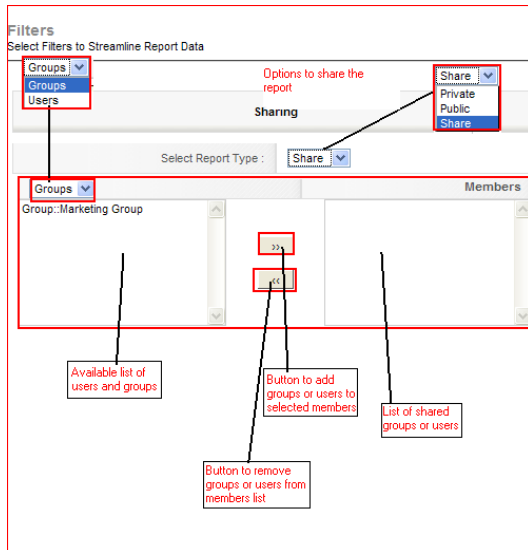 Filters
Select Filters to Streamline Report Data
Groups
Groups
Users
Options to share the
report
Share
Private
Public
Share
Sharing
Select Report Type :
Share
Groups
Members
Group::Marketing Group
>>
<<
Available list of
users and groups
Button to add
groups or users to
selected members
List of shared
groups or users
Button to remove
groups or users from
members list